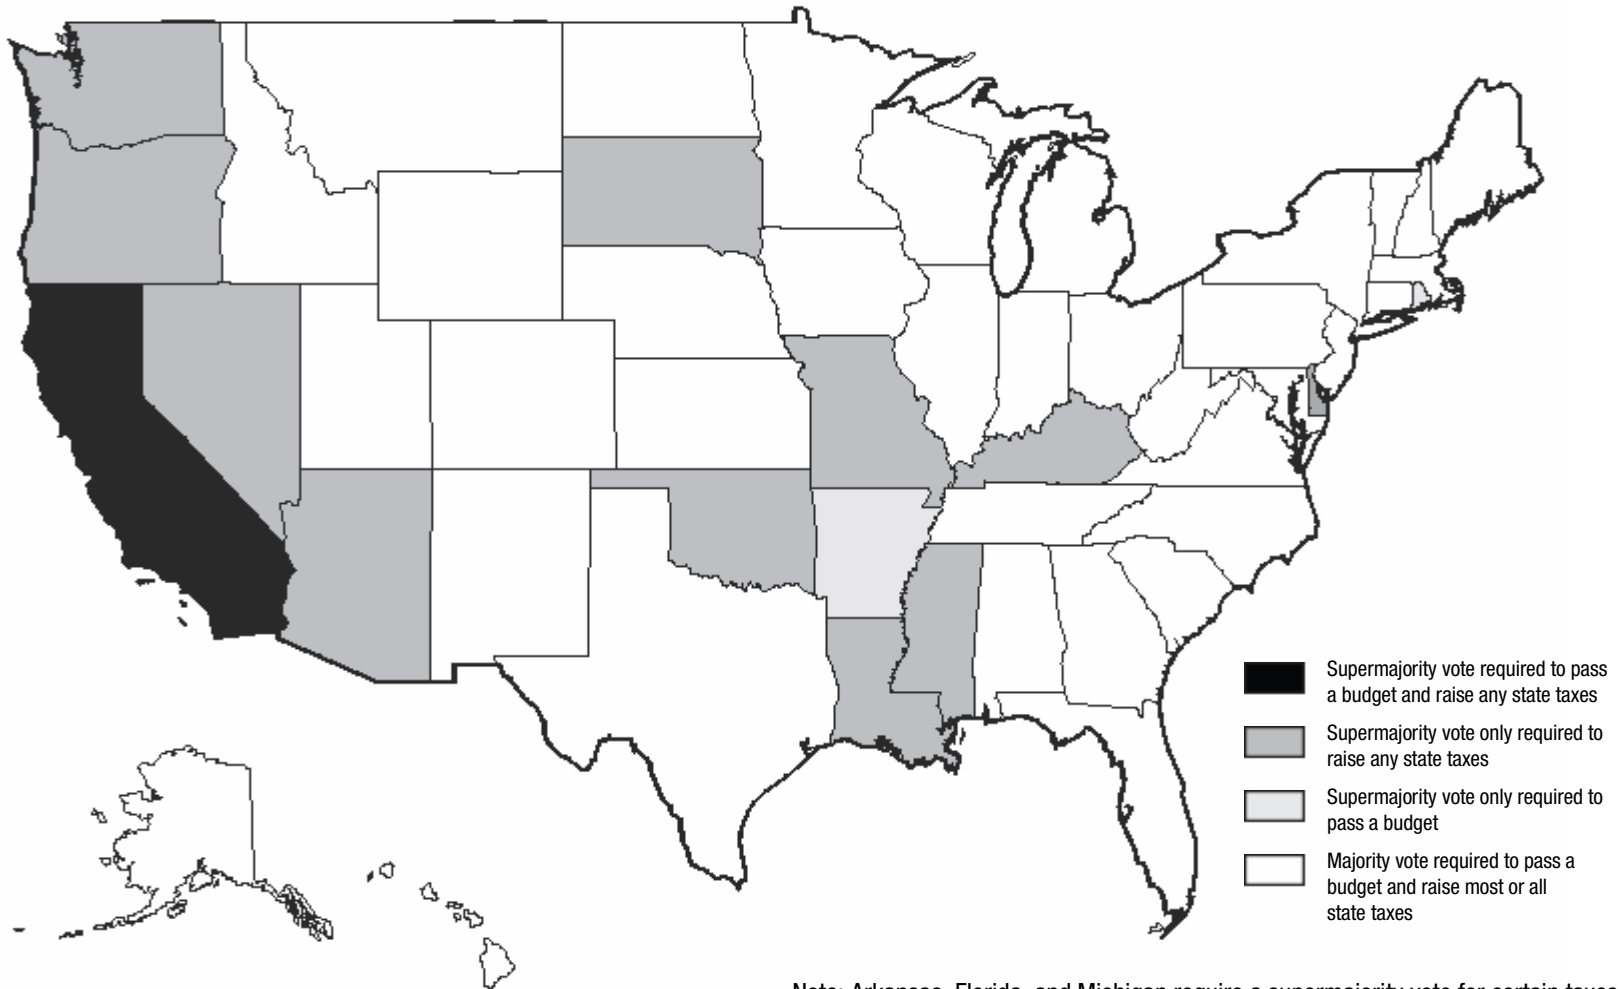 Supermajority vote required to pass
a budget and raise any state taxes
Supermajority vote only required to
raise any state taxes
Supermajority vote only required to
pass a budget
Majority vote required to pass a
budget and raise most or all
state taxes
Note: Arkansas, Florida, and Michigan require a supermajority vote for certain taxes